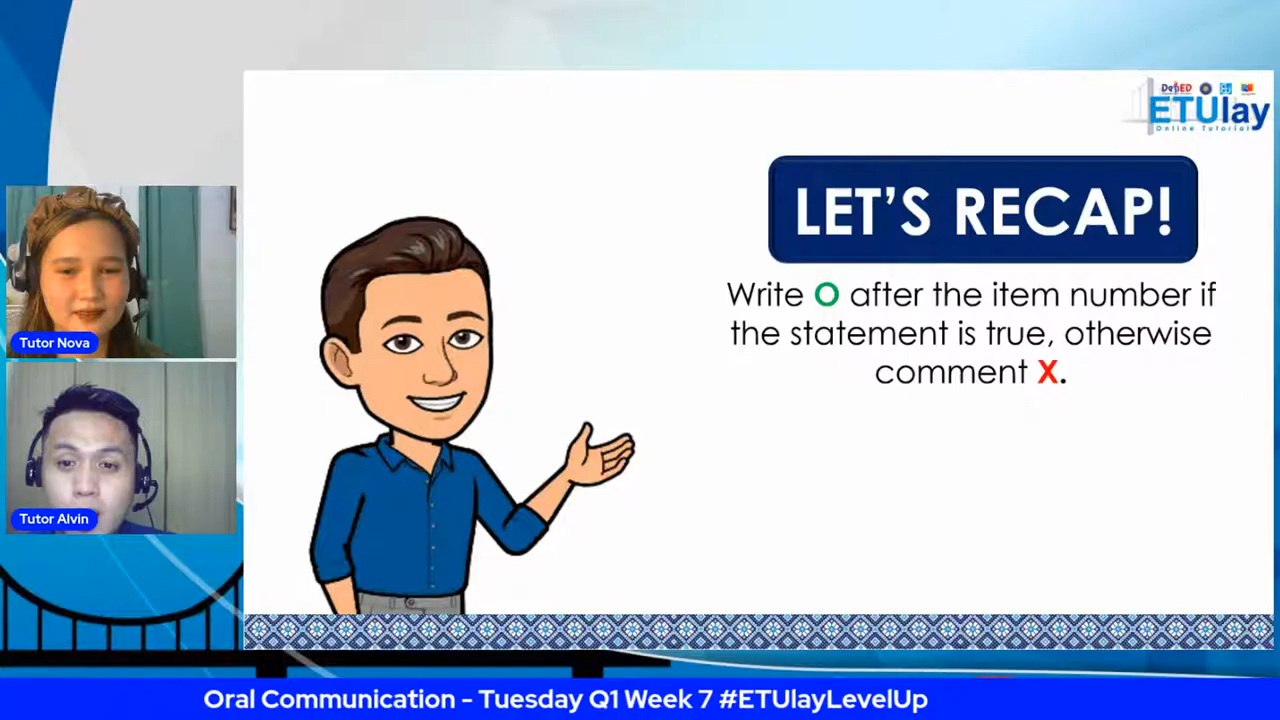 DepED
ETUlay
Online Tutorial
LET'S RECAP!
Write O after the item number if
the statement is true, otherwise
comment X.
Tutor Nova
Tutor Alvin
Oral Communication - Tuesday Q1 Week 7 #ETUlayLevelUp